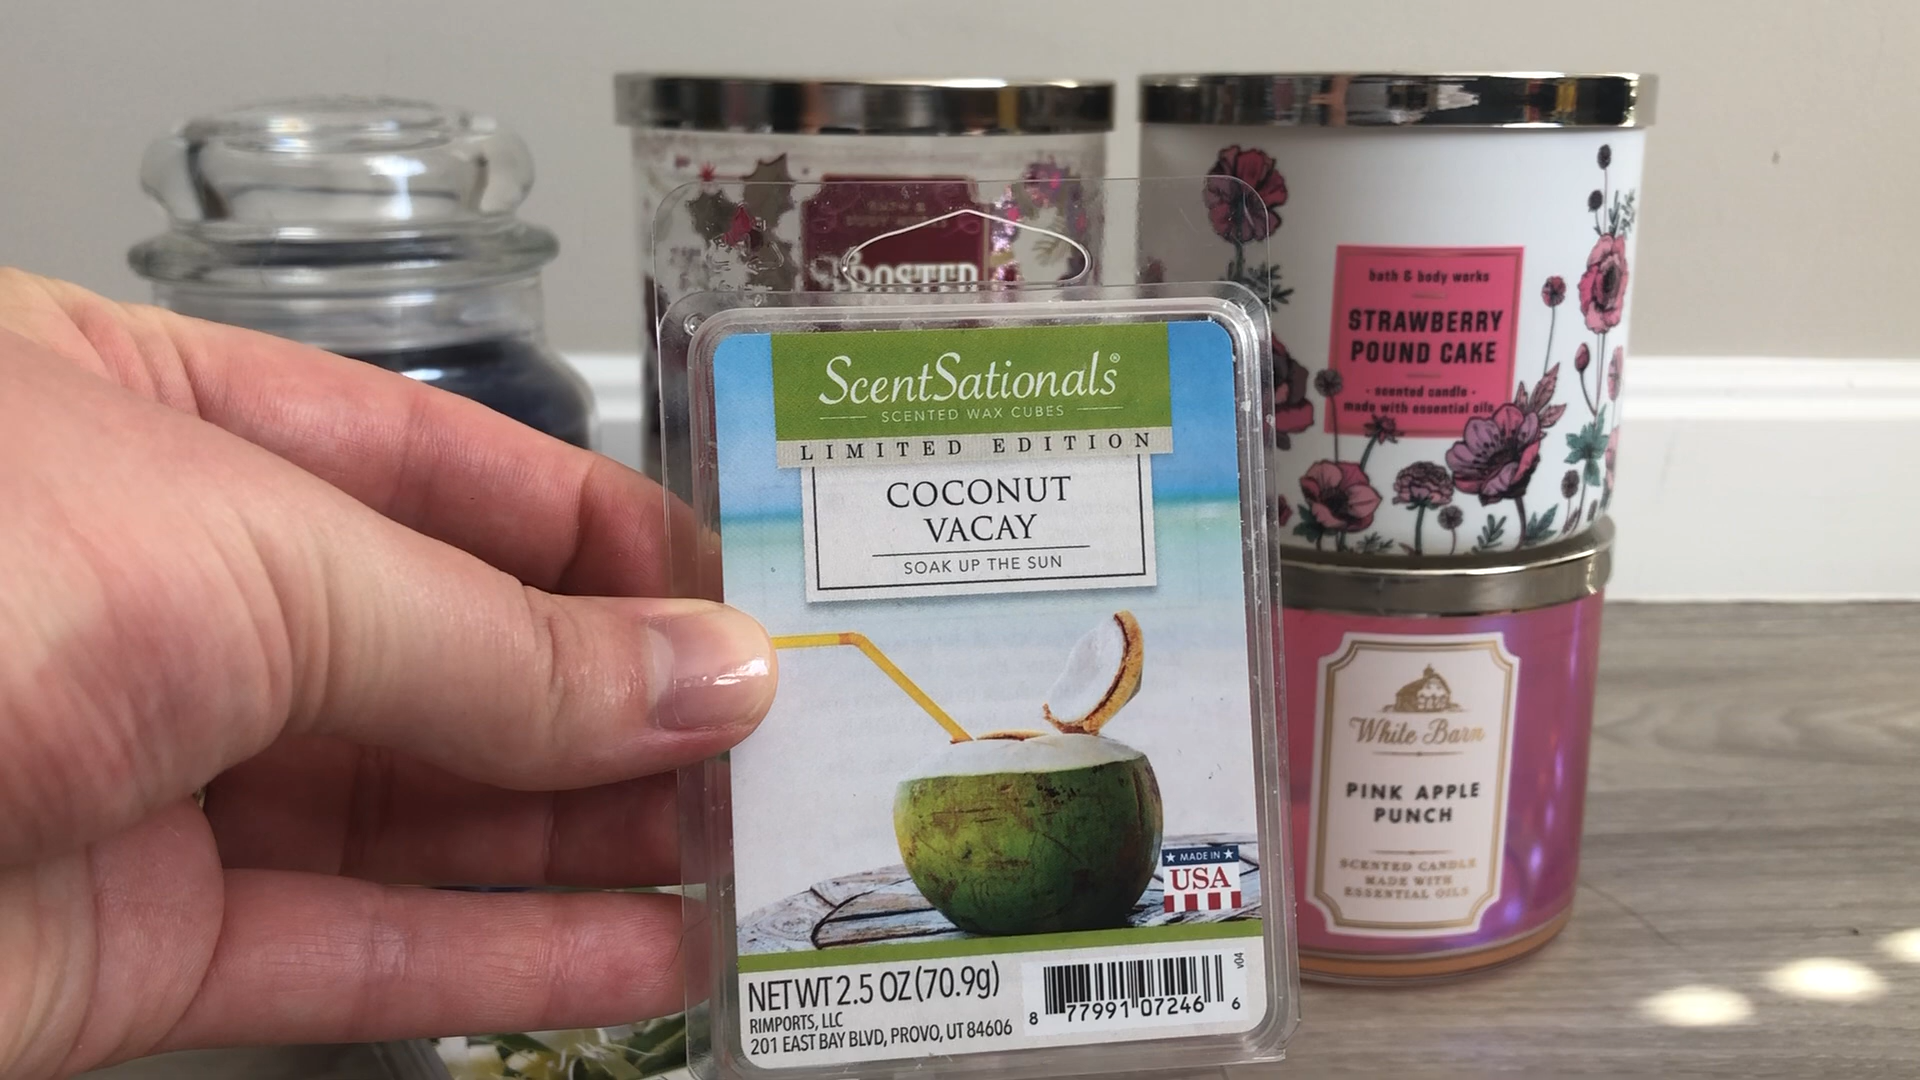 ScentSationals®
SCENTED WAX CUBES
LIMITED EDITION
COCONUT
VACAY
SOAK UP THE SUN
MADE IN
USA
NET WT 2.5 OZ (70.9g)
RIMPORTS, LLC
201 EAST BAY BLVD, PROVO, UT 84606
8 77991 07246 6
v04
bath & body works
STRAWBERRY
POUND CAKE
- scented candle -
made with essential oils
White Barn
PINK APPLE
PUNCH
SCENTED CANDLE
MADE WITH
ESSENTIAL OILS